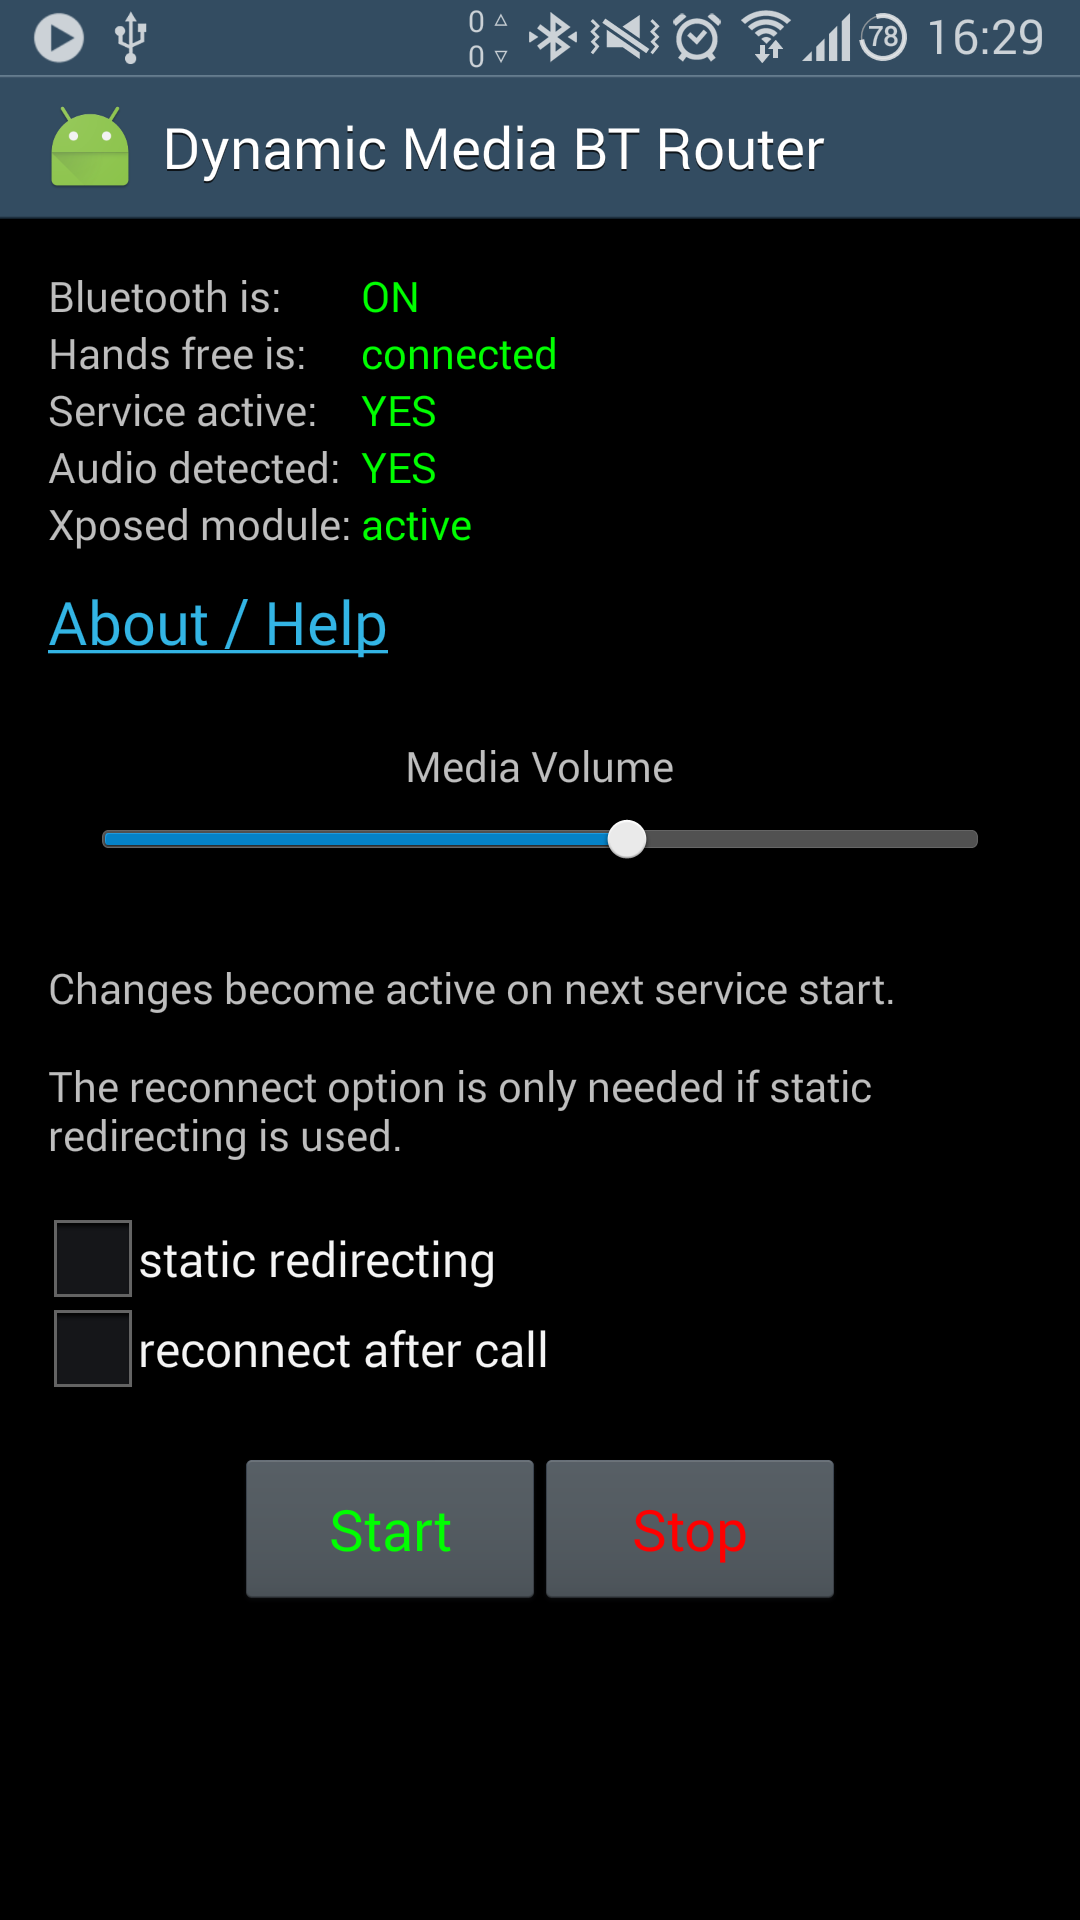 0
0
78
16:29
Dynamic Media BT Router
Bluetooth is: ON
Hands free is: connected
Service active: YES
Audio detected: YES
Xposed module: active
About / Help
Media Volume
Changes become active on next service start.
The reconnect option is only needed if static
redirecting is used.
static redirecting
reconnect after call
Start Stop